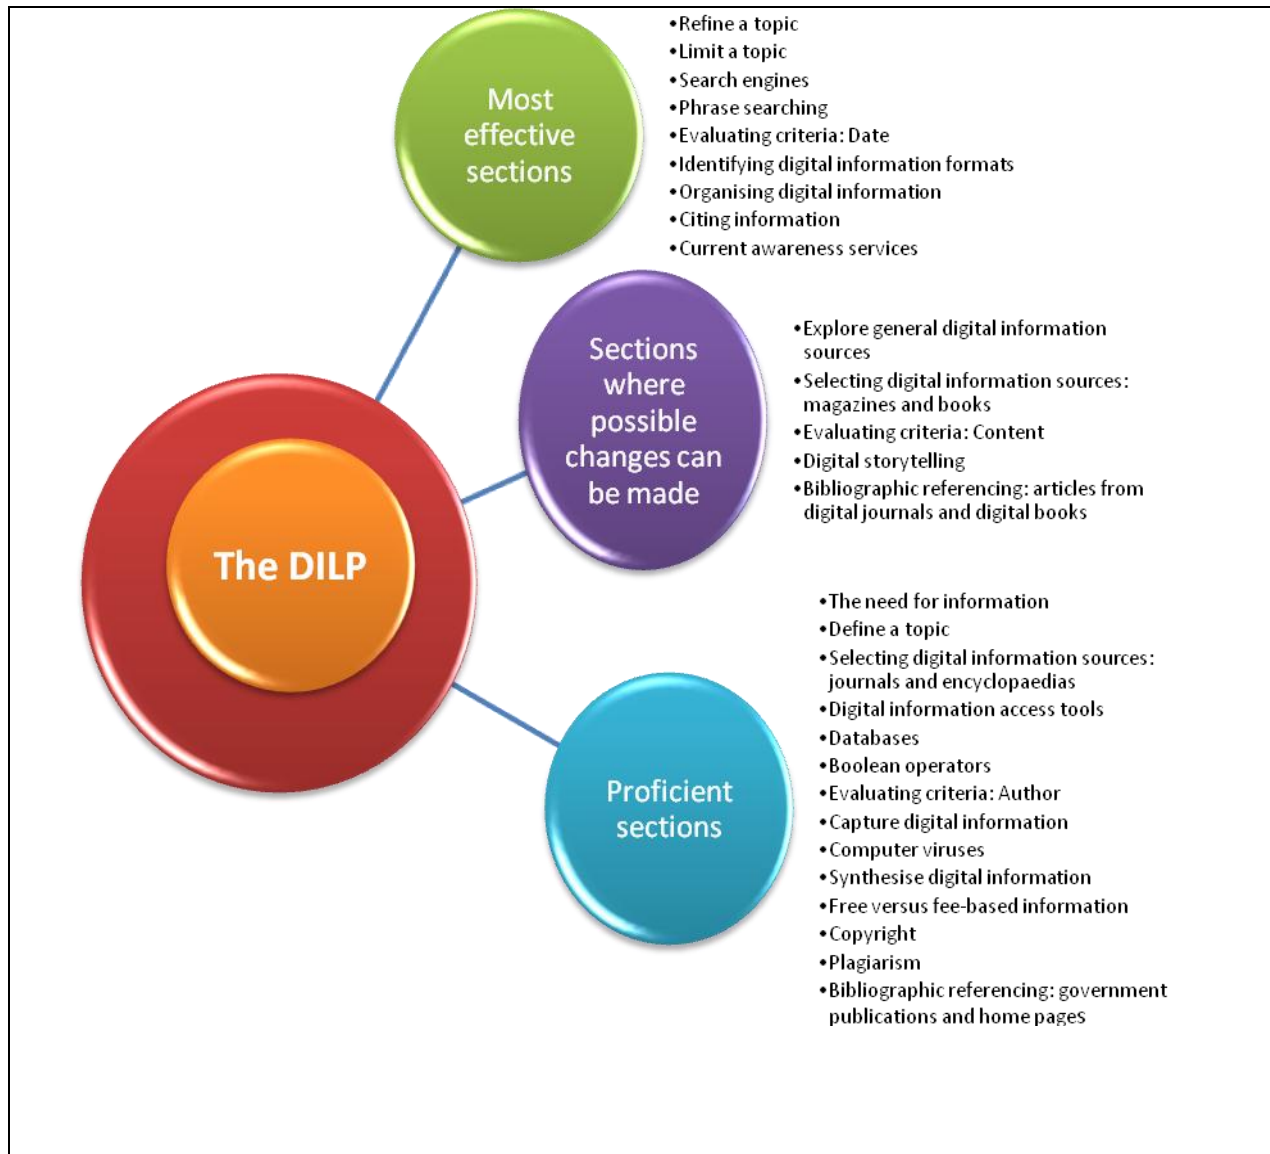 Most
effective
sections
•Refine a topic
•Limit a topic
•Search engines
•Phrase searching
•Evaluating criteria: Date
•Identifying digital information formats
•Organising digital information
•Citing information
•Current awareness services
Sections
where
possible
changes can
be made
•Explore general digital information
sources
•Selecting digital information sources:
magazines and books
•Evaluating criteria: Content
•Digital storytelling
•Bibliographic referencing: articles from
digital journals and digital books
The DILP
Proficient
sections
•The need for information
•Define a topic
•Selecting digital information sources:
journals and encyclopaedias
•Digital information access tools
•Databases
•Boolean operators
•Evaluating criteria: Author
•Capture digital information
•Computer viruses
•Synthesise digital information
•Free versus fee-based information
•Copyright
•Plagiarism
•Bibliographic referencing: government
publications and home pages